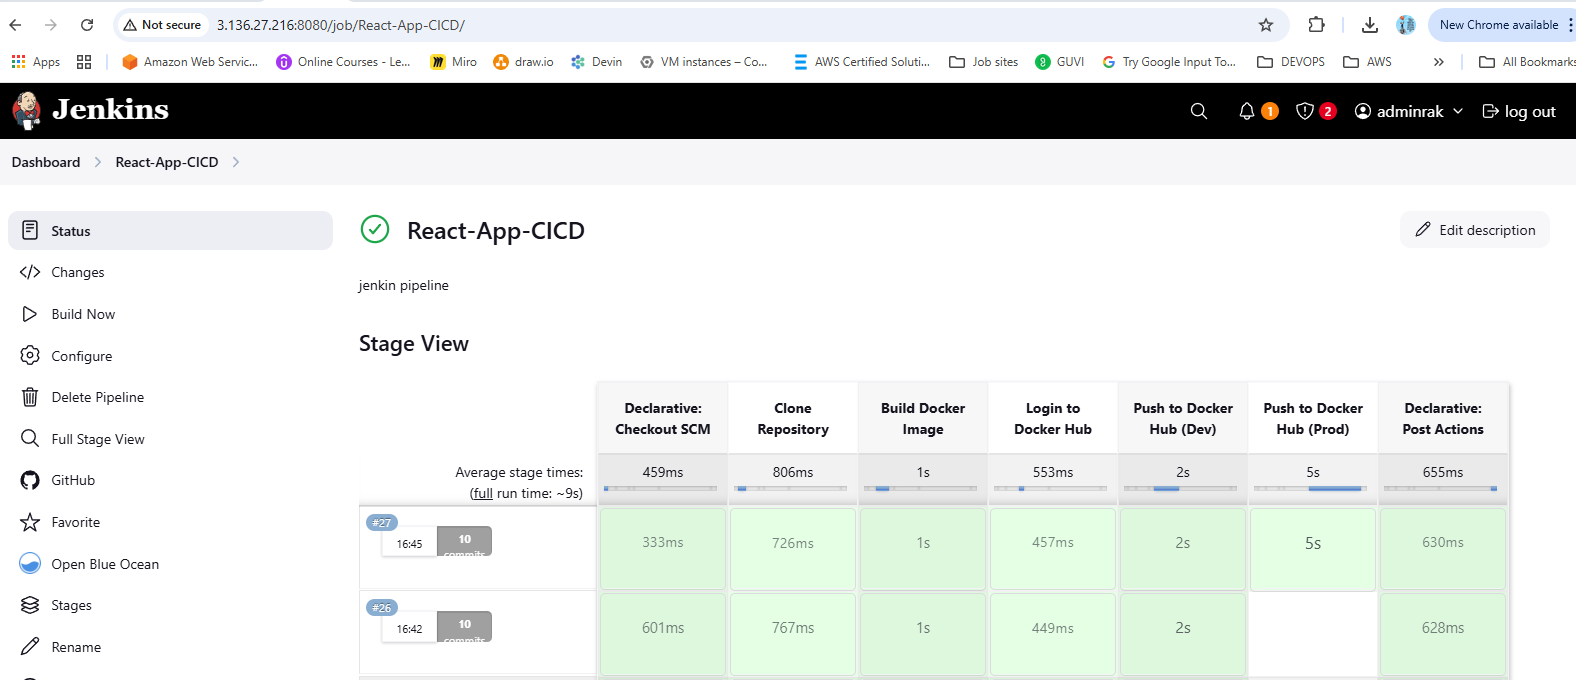 Not secure 3.136.27.216:8080/job/React-App-CICD/ New Chrome available
Apps Amazon Web Servic... Online Courses - Le... Miro draw.io Devin VM instances – Co... AWS Certified Soluti... Job sites GUVI Try Google Input To... DEVOPS AWS » All Bookmarks
Jenkins 1 2 adminrak log out
Dashboard React-App-CICD
Status
Changes
Build Now
Configure
Delete Pipeline
Full Stage View
GitHub
Favorite
Open Blue Ocean
Stages
Rename
React-App-CICD Edit description
jenkin pipeline
Stage View
Declarative: Checkout SCM
Clone Repository
Build Docker Image
Login to Docker Hub
Push to Docker Hub (Dev)
Push to Docker Hub (Prod)
Declarative: Post Actions
Average stage times: 459ms 806ms 1s 553ms 2s 5s 655ms
(full run time: ~9s)
#27
16:45 10 commits 333ms 726ms 1s 457ms 2s 5s 630ms
#26
16:42 10 commits 601ms 767ms 1s 449ms 2s 628ms